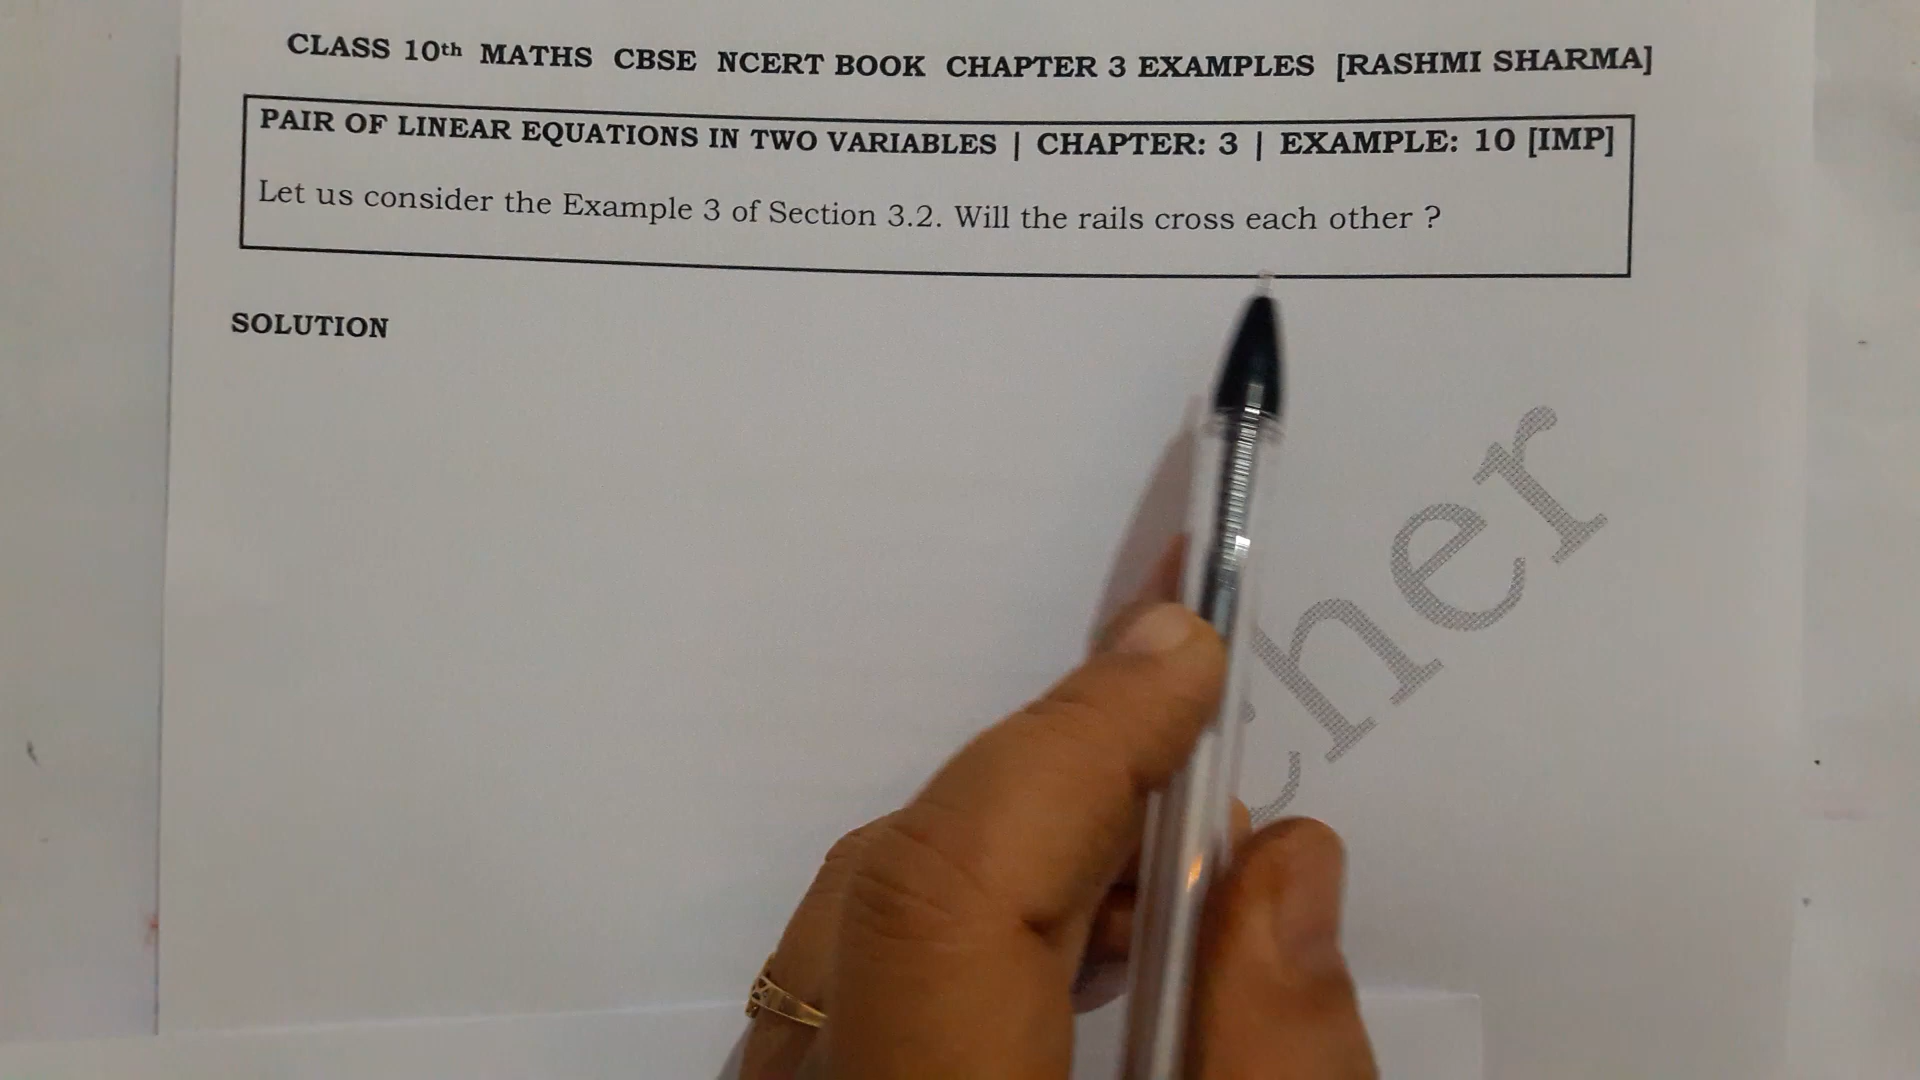 CLASS 10th MATHS CBSE NCERT BOOK CHAPTER 3 EXAMPLES [RASHMI SHARMA]
PAIR OF LINEAR EQUATIONS IN TWO VARIABLES | CHAPTER: 3 | EXAMPLE: 10 [IMP]
Let us consider the Example 3 of Section 3.2. Will the rails cross each other ?
SOLUTION
cher